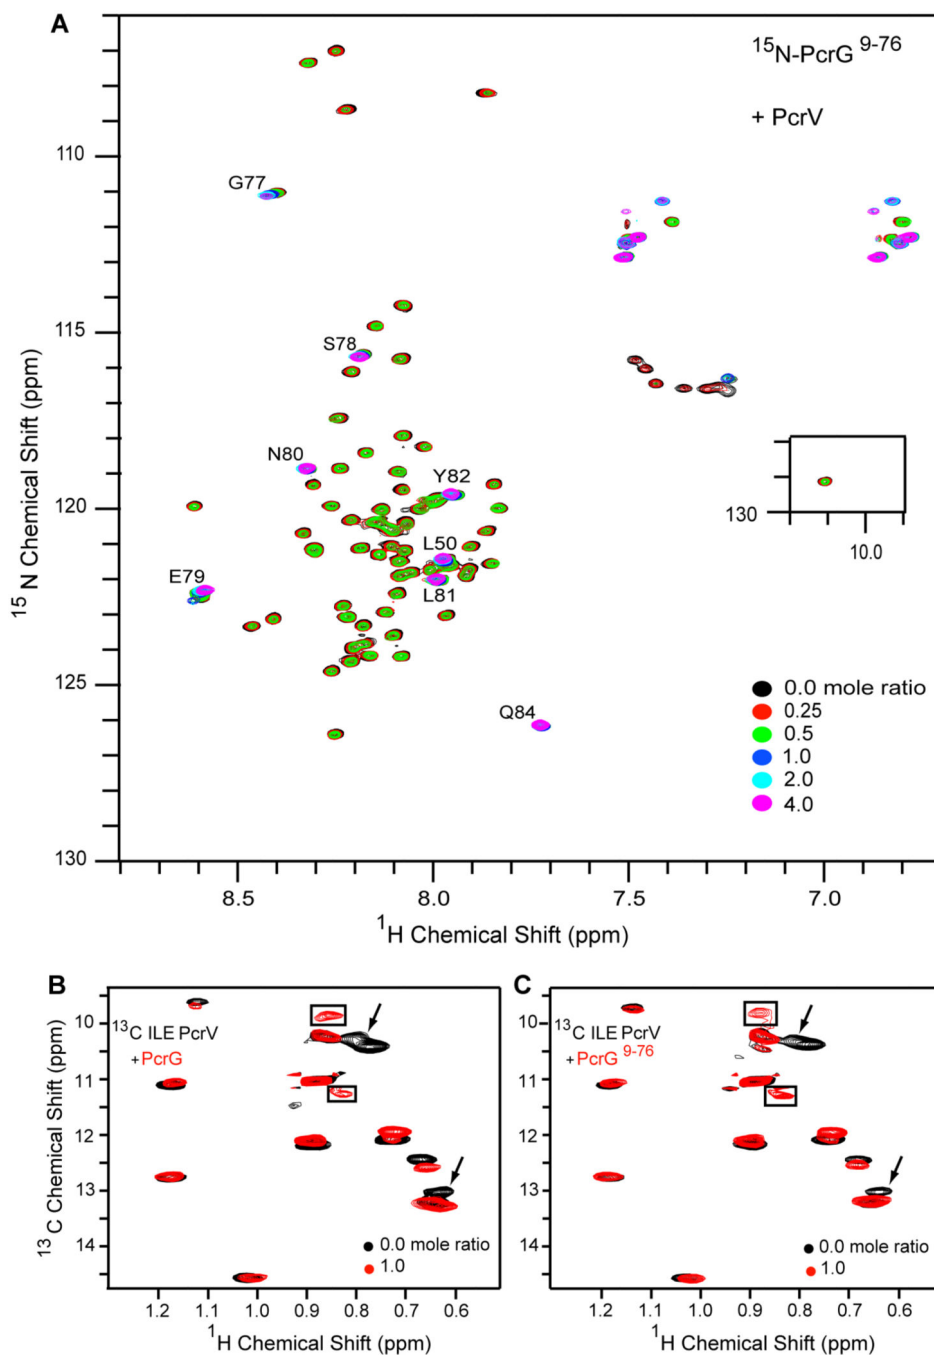 A
15N-PcrG 9-76
+ PcrV
110
115
120
125
130
15 N Chemical Shift (ppm)
G77
S78
N80
Y82
L50
L81
E79
Q84
130
10.0
0.0 mole ratio
0.25
0.5
1.0
2.0
4.0
8.5
8.0
7.5
7.0
1H Chemical Shift (ppm)
B
13C ILE PcrV
+PcrG
10
11
12
13
14
13 C Chemical Shift (ppm)
0.0 mole ratio
1.0
1.2
1.0
0.9
0.8
0.7
0.6
1H Chemical Shift (ppm)
C
13C ILE PcrV
+PcrG 9-76
10
11
12
13
14
0.0 mole ratio
1.0
1.2
1.0
0.9
0.8
0.7
0.6
1H Chemical Shift (ppm)